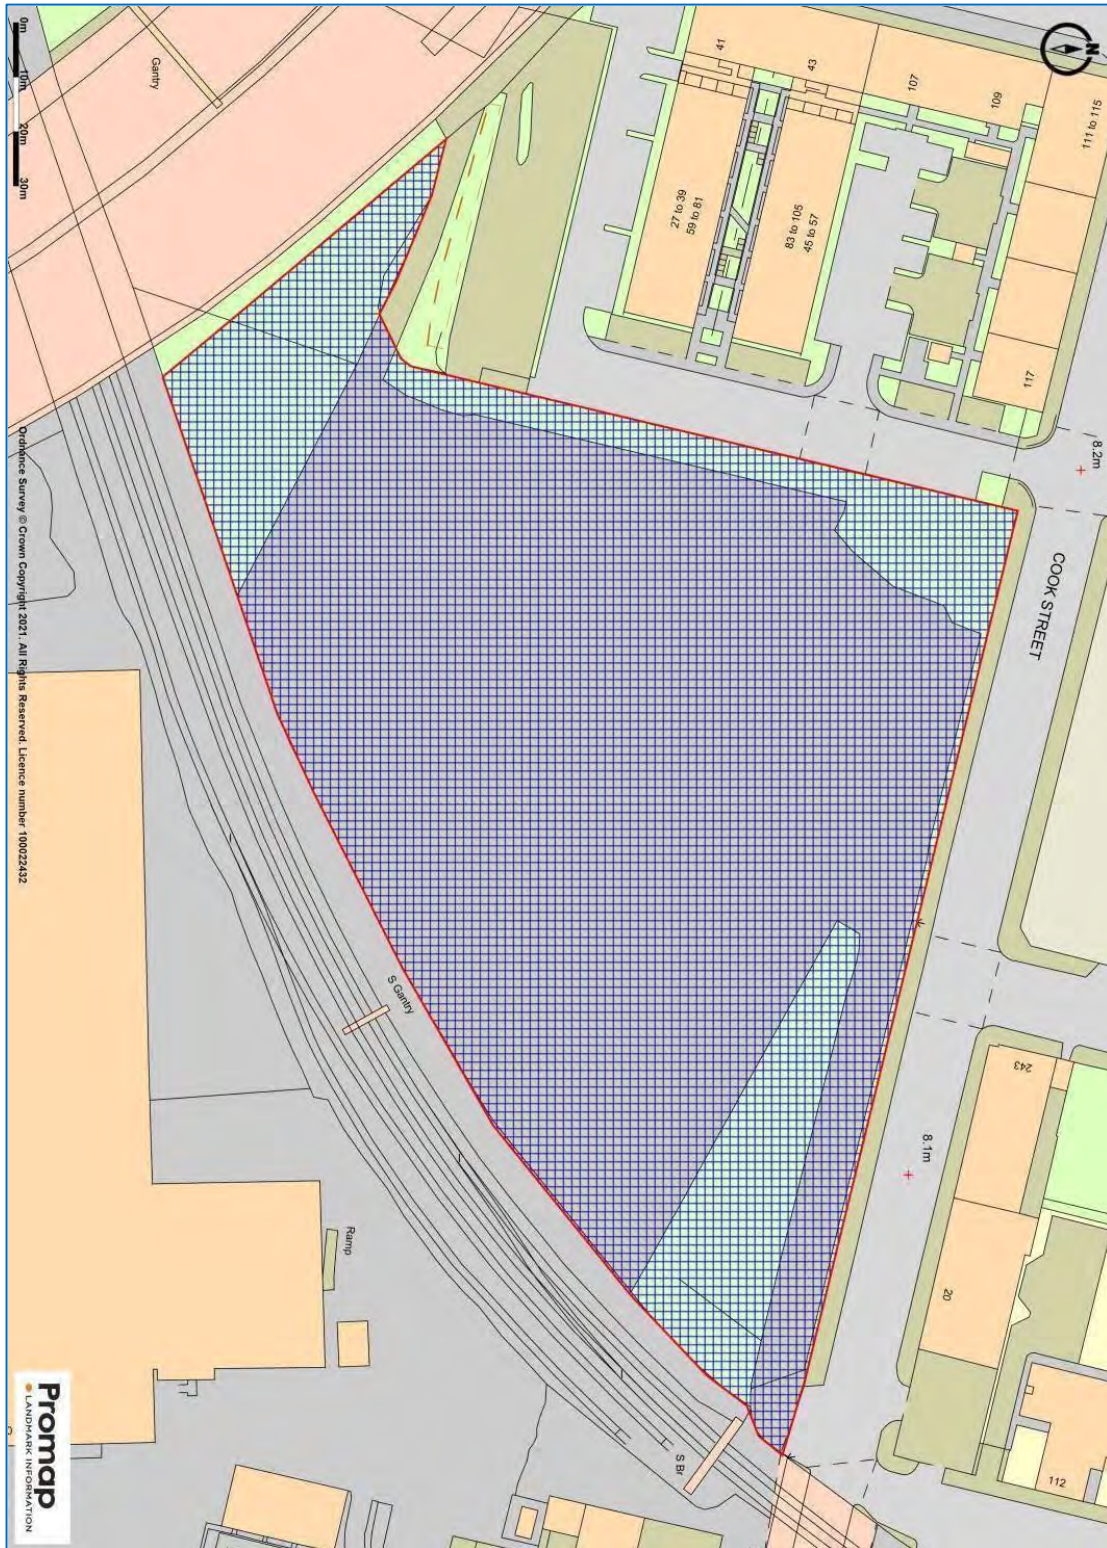 0m
10m
20m
30m
Gantry
41
43
107
109
111 to 115
27 to 39
59 to 81
83 to 105
45 to 57
117
8.2m
COOK STREET
N
S Gantry
243
8.1m
20
Ramp
S Br
112
Ordnance Survey © Crown Copyright 2021. All Rights Reserved. Licence number 100022432
Promap
LANDMARK INFORMATION